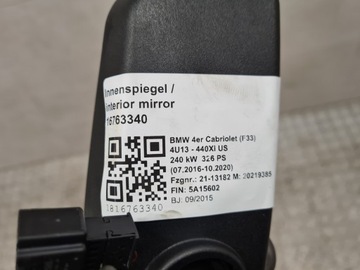 Innenspiegel /
Interior mirror
16763340
BMW 4er Cabriolet (F33)
4U13 - 440Xi US
240 kW 326 PS
(07.2016-10.2020)
Fzgnr.: 21-13182 M: 20219385
FIN: 5A15602
BJ: 09/2015
1816763340